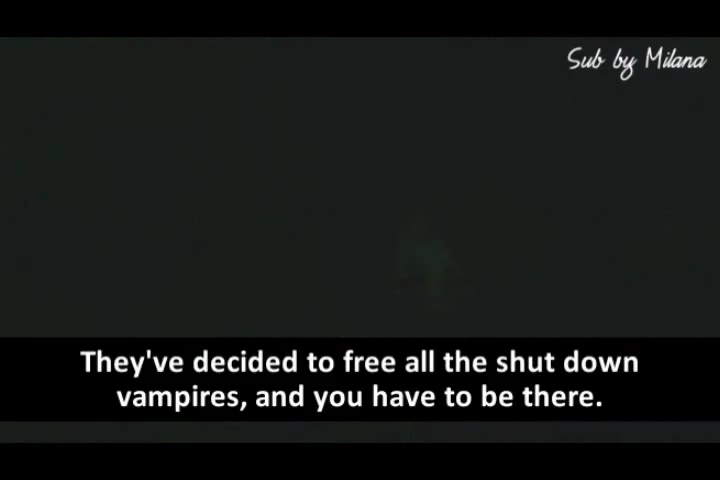 Sub by Milana
They've decided to free all the shut down
vampires, and you have to be there.